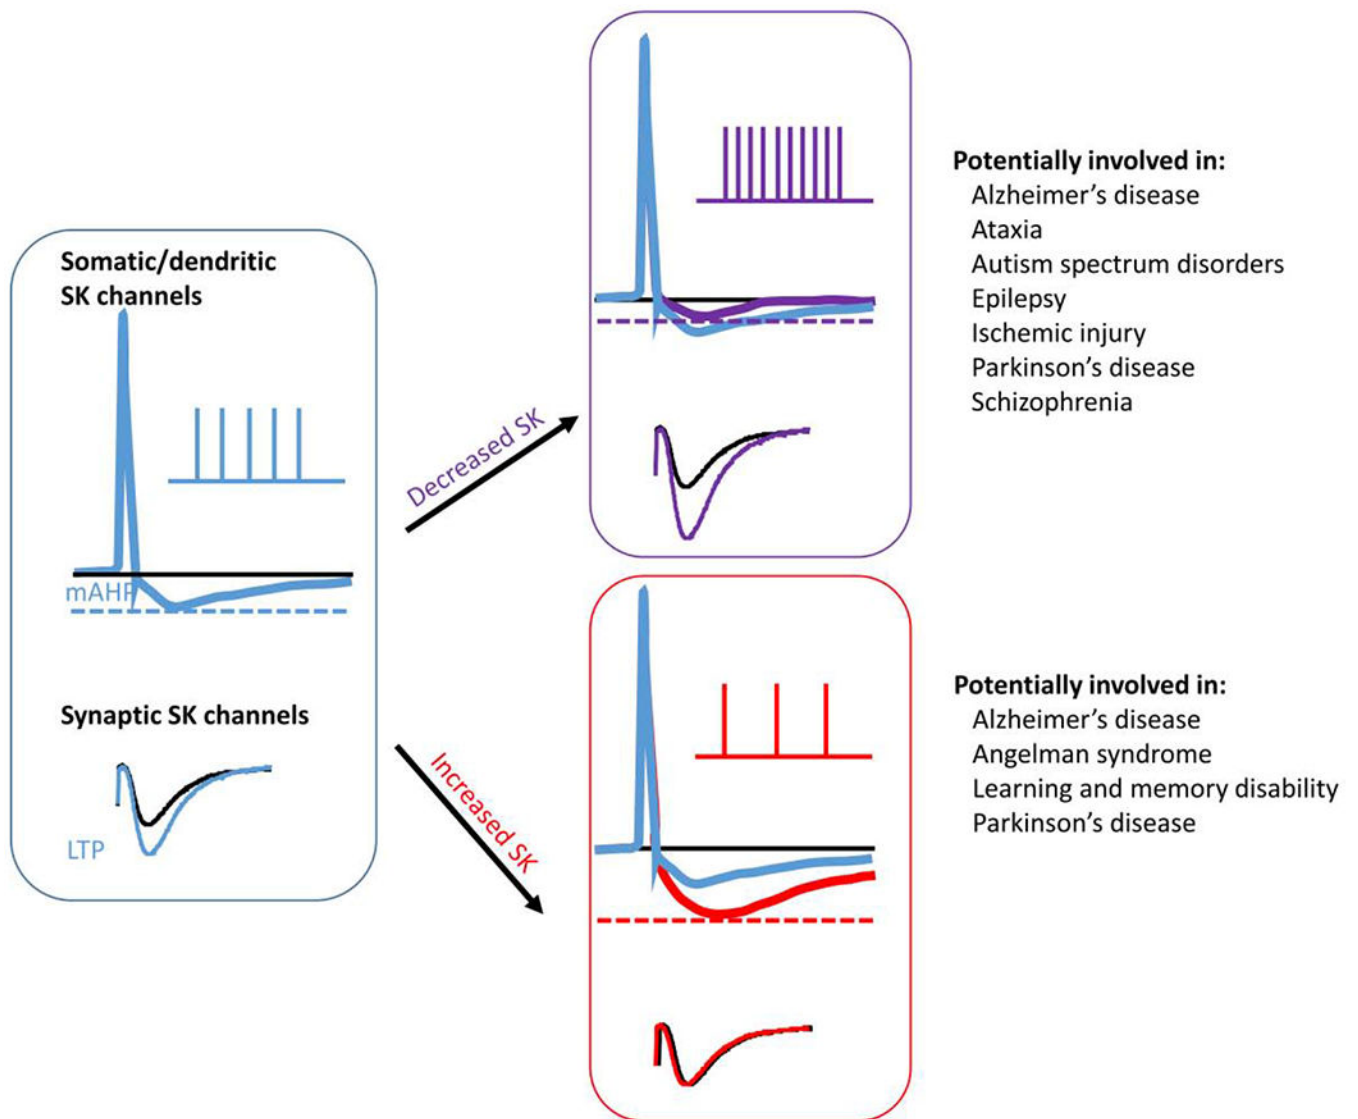 Somatic/dendritic
SK channels
mAHP
Synaptic SK channels
LTP
Decreased SK
Increased SK
Potentially involved in:
Alzheimer's disease
Ataxia
Autism spectrum disorders
Epilepsy
Ischemic injury
Parkinson's disease
Schizophrenia
Potentially involved in:
Alzheimer's disease
Angelman syndrome
Learning and memory disability
Parkinson's disease